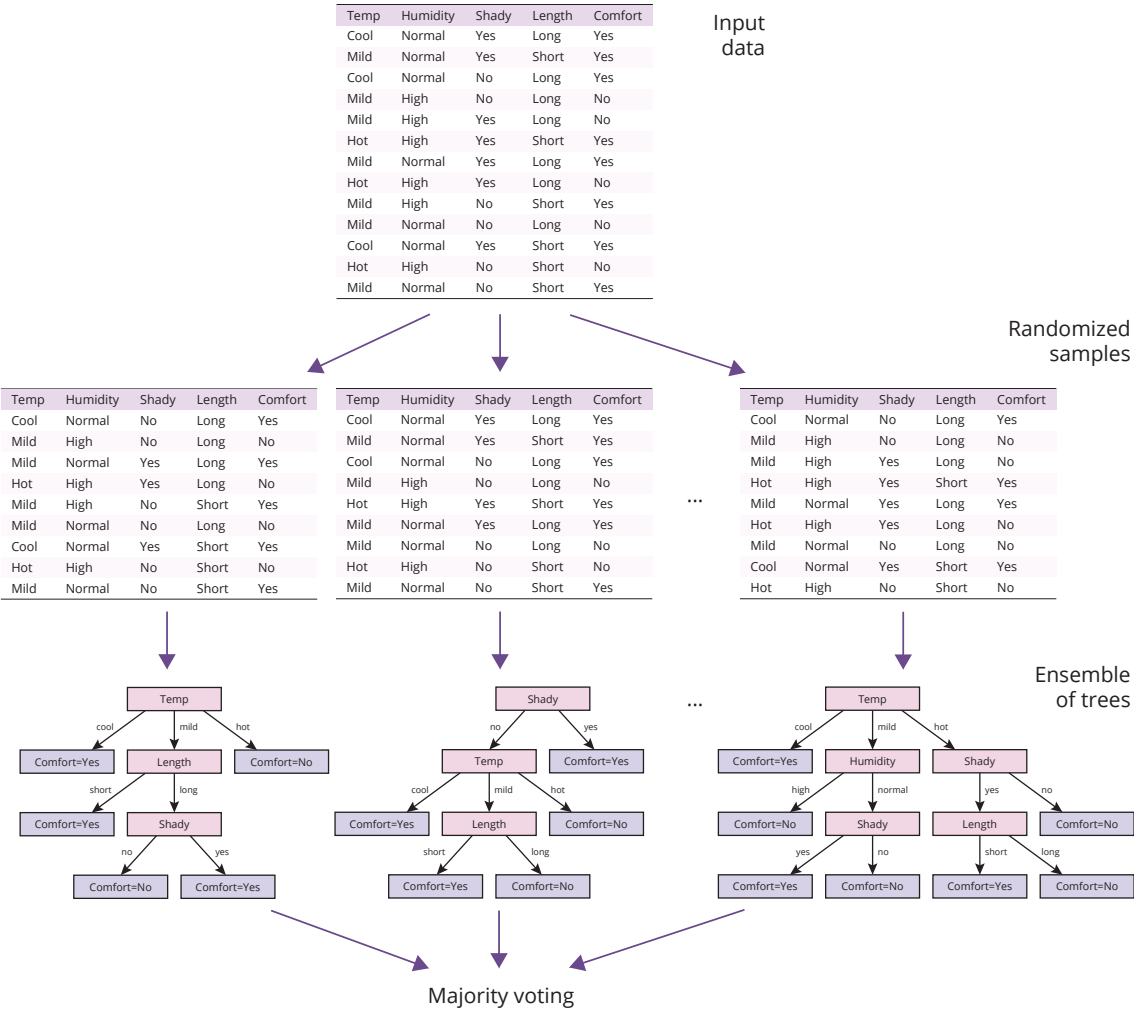 Input
data
Temp Humidity Shady Length Comfort
Cool Normal Yes Long Yes
Mild Normal Yes Short Yes
Cool Normal No Long Yes
Mild High No Long No
Mild High Yes Long No
Hot High Yes Short Yes
Mild Normal Yes Long Yes
Hot High Yes Long No
Mild High No Short Yes
Mild Normal No Long No
Cool Normal Yes Short Yes
Hot High No Short No
Mild Normal No Short Yes
Randomized
samples
Temp Humidity Shady Length Comfort
Cool Normal No Long Yes
Mild High No Long No
Mild Normal Yes Long Yes
Hot High Yes Long No
Mild High No Short Yes
Mild Normal No Long No
Cool Normal Yes Short Yes
Hot High No Short No
Mild Normal No Short Yes
Temp Humidity Shady Length Comfort
Cool Normal Yes Long Yes
Mild Normal Yes Short Yes
Cool Normal No Long Yes
Mild High No Long No
Hot High Yes Short Yes
Mild Normal Yes Long Yes
Mild Normal No Long No
Hot High No Short No
Mild Normal No Short Yes
...
Temp Humidity Shady Length Comfort
Cool Normal No Long Yes
Mild High No Long No
Mild High Yes Long No
Hot High Yes Short Yes
Mild Normal Yes Long Yes
Hot High Yes Long No
Mild Normal No Long No
Cool Normal Yes Short Yes
Hot High No Short No
Ensemble
of trees
Temp
cool mild hot
Comfort=Yes Length Comfort=No
short long
Comfort=Yes Shady
no yes
Comfort=No Comfort=Yes
Shady
no yes
Temp Comfort=Yes
cool mild hot
Comfort=Yes Length Comfort=No
short long
Comfort=Yes Comfort=No
...
Temp
cool mild hot
Comfort=Yes Humidity Shady
high normal yes no
Comfort=No Shady Length Comfort=No
yes no short long
Comfort=Yes Comfort=No Comfort=Yes Comfort=No
Majority voting